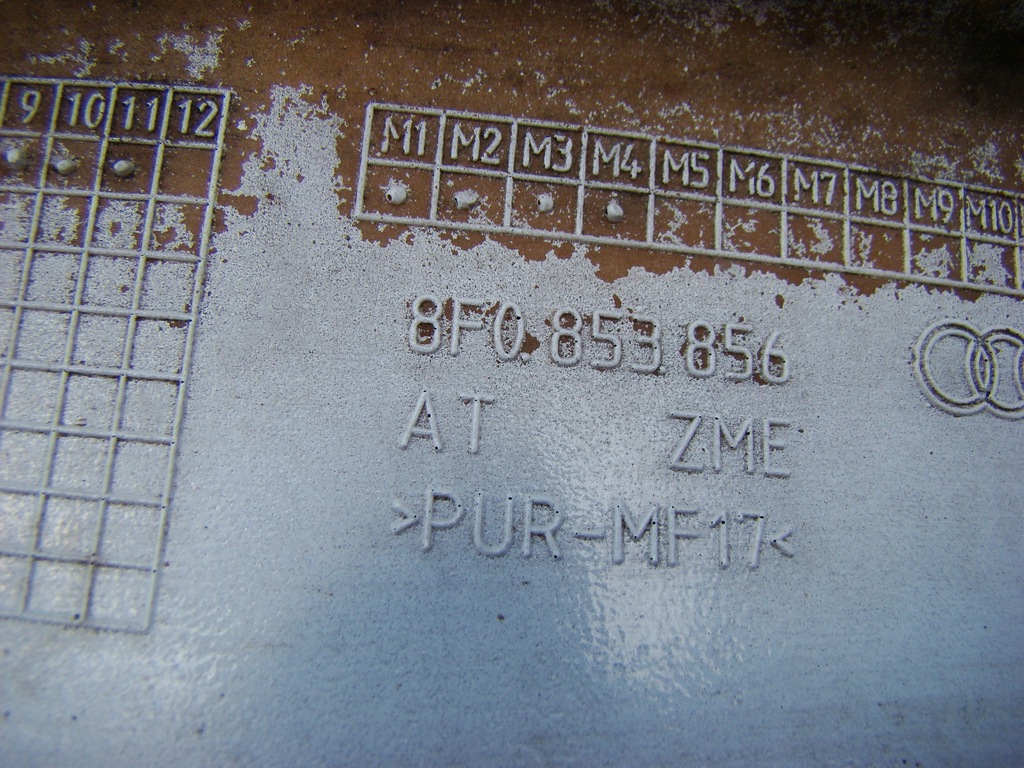 9 10 11 12
M1 M2 M3 M4 M5 M6 M7 M8 M9 M10
8F0.853.856
AT ZME
>PUR-MF17<